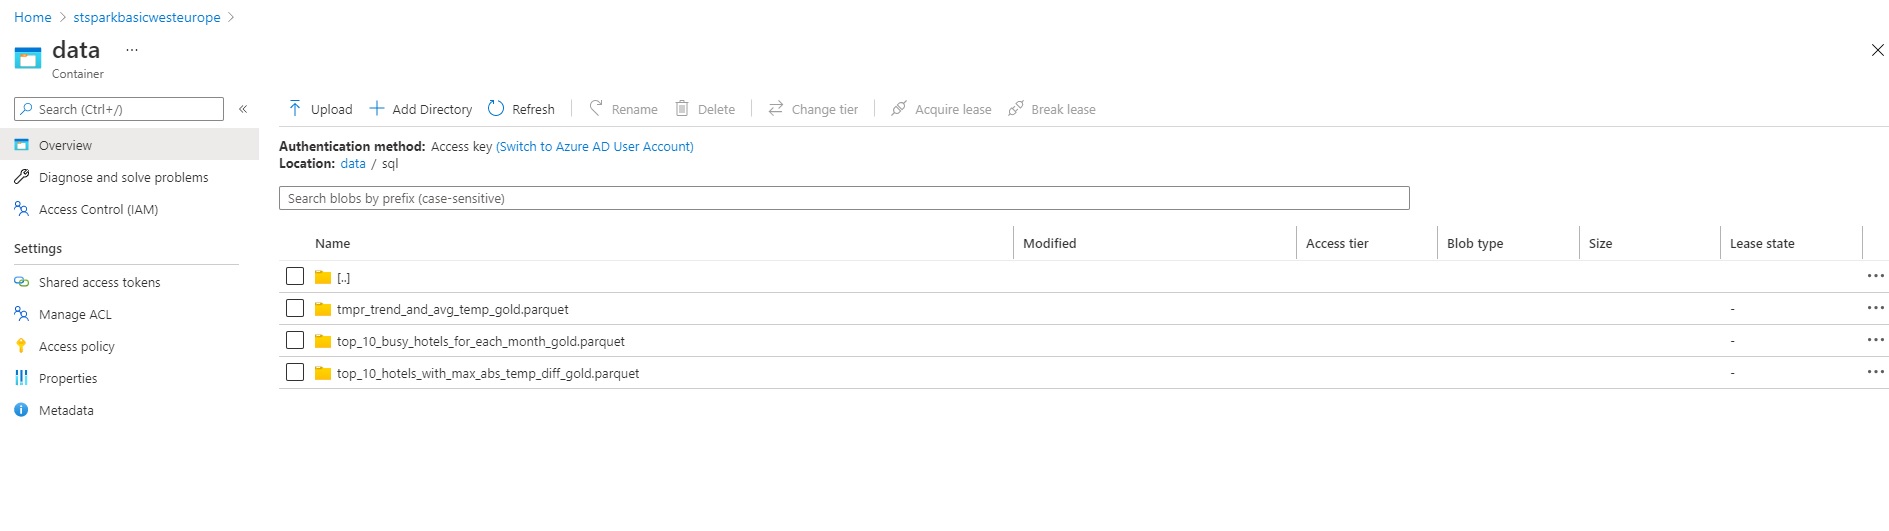 Home > stsparkbasicwesteurope >
data ...
Container
Search (Ctrl+/) «
Overview
Diagnose and solve problems
Access Control (IAM)
Settings
Shared access tokens
Manage ACL
Access policy
Properties
Metadata
Upload Add Directory Refresh Rename Delete Change tier Acquire lease Break lease
Authentication method: Access key (Switch to Azure AD User Account)
Location: data / sql
Search blobs by prefix (case-sensitive)
Name Modified Access tier Blob type Size Lease state
[..] ...
tmpr_trend_and_avg_temp_gold.parquet - ...
top_10_busy_hotels_for_each_month_gold.parquet - ...
top_10_hotels_with_max_abs_temp_diff_gold.parquet - ...